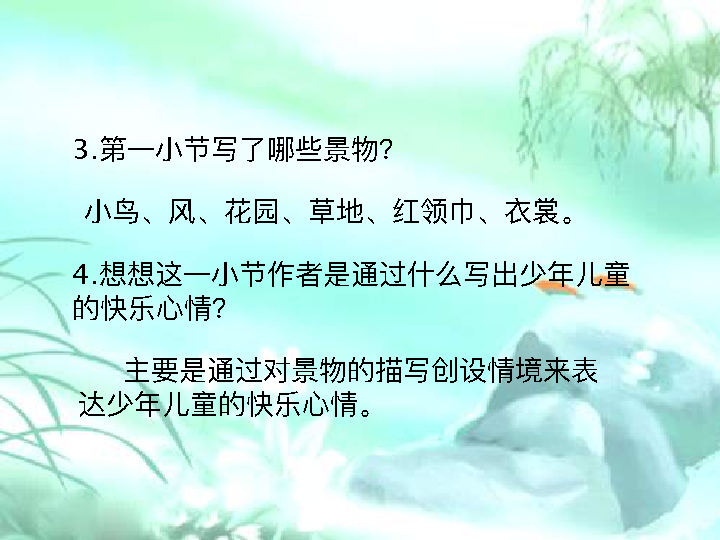 3.第一小节写了哪些景物？
小鸟、风、花园、草地、红领巾、衣裳。
4.想想这一小节作者是通过什么写出少年儿童
的快乐心情？
主要是通过对景物的描写创设情境来表
达少年儿童的快乐心情。